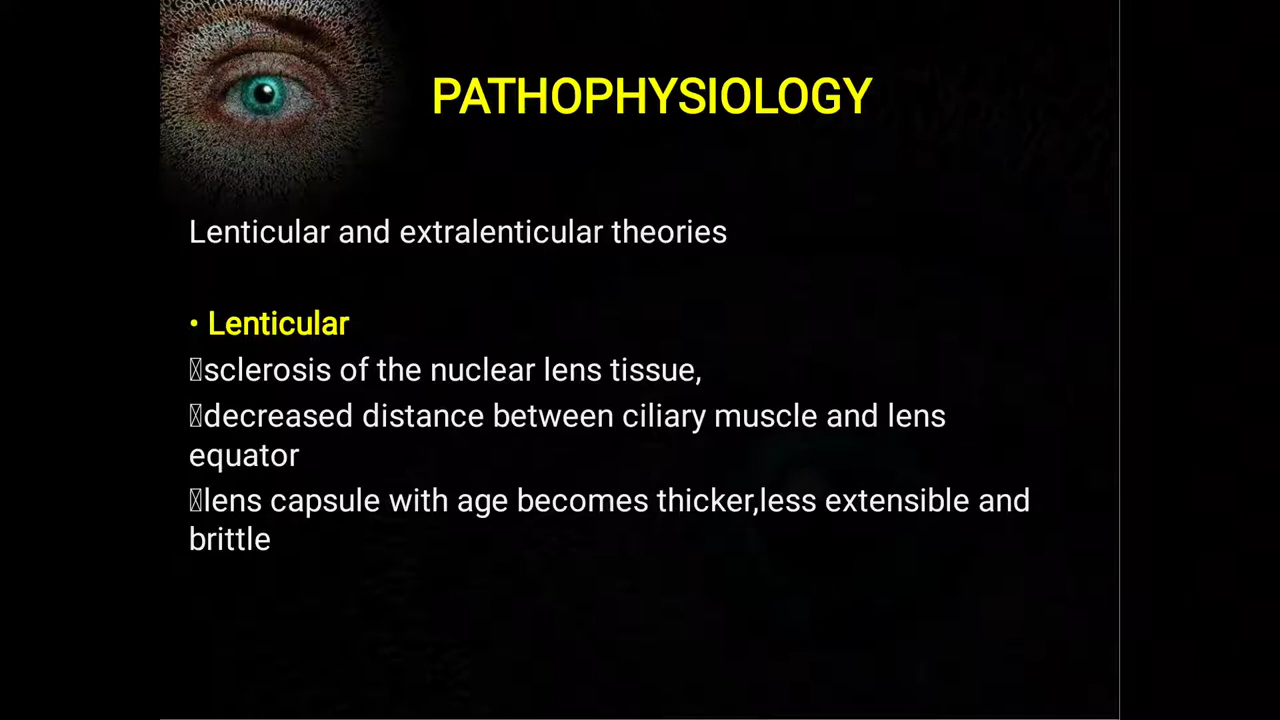 PATHOPHYSIOLOGY
Lenticular and extralenticular theories
• Lenticular
sclerosis of the nuclear lens tissue,
decreased distance between ciliary muscle and lens
equator
lens capsule with age becomes thicker,less extensible and
brittle